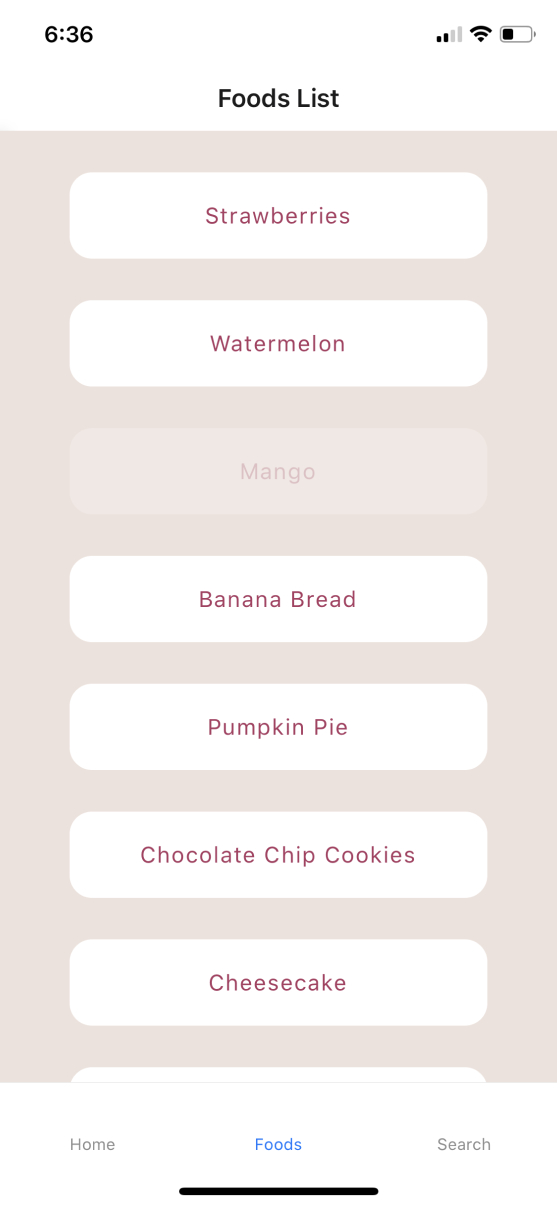 6:36
Foods List
Strawberries
Watermelon
Mango
Banana Bread
Pumpkin Pie
Chocolate Chip Cookies
Cheesecake
Home Foods Search